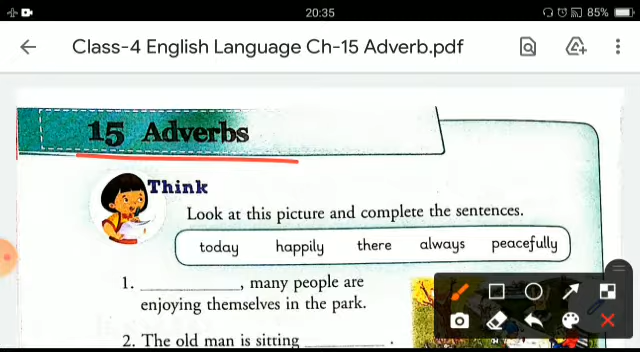 20:35
85%
Class-4 English Language Ch-15 Adverb.pdf
15 Adverbs
Think
Look at this picture and complete the sentences.
today happily there always peacefully
1. __________, many people are
enjoying themselves in the park.
2. The old man is sitting ________ .